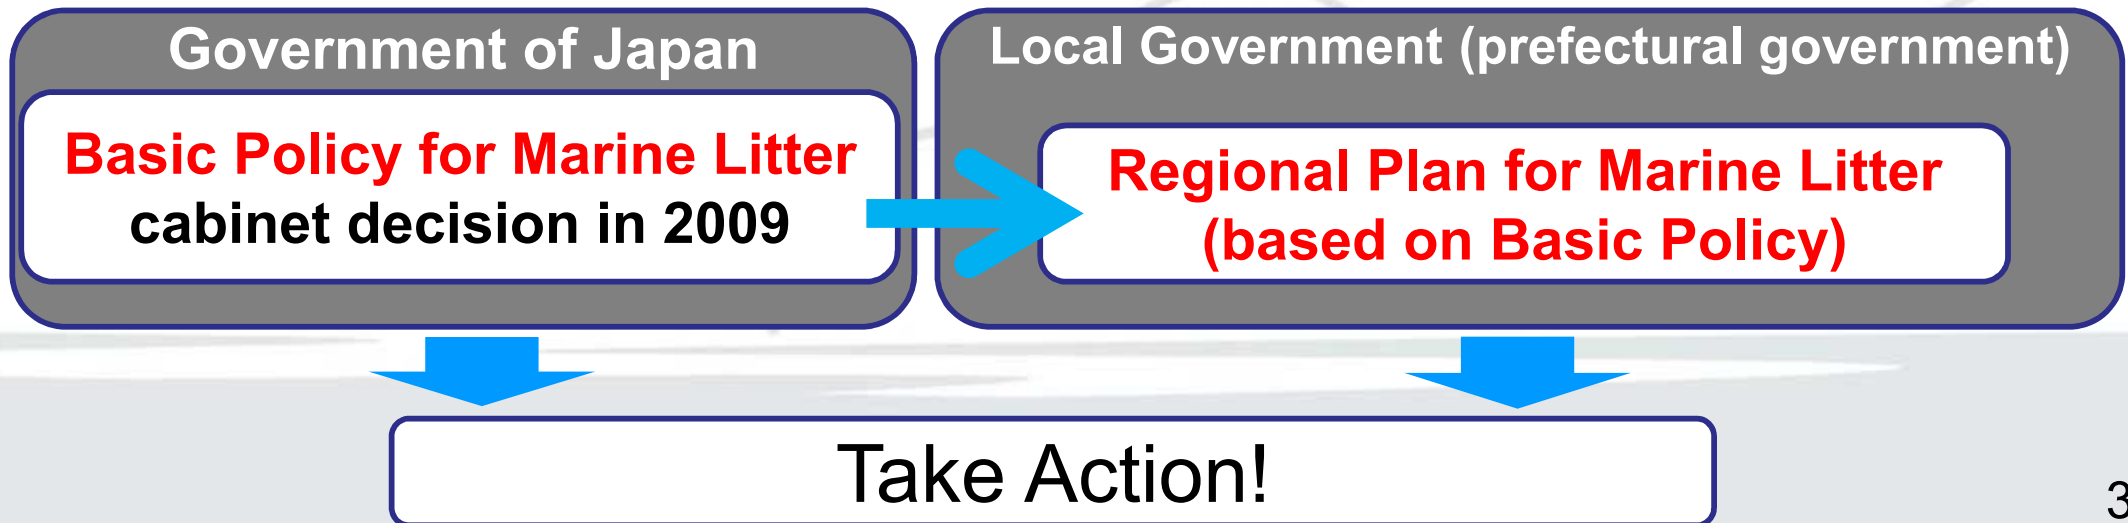 Government of Japan
Basic Policy for Marine Litter
cabinet decision in 2009
Local Government (prefectural government)
Regional Plan for Marine Litter
(based on Basic Policy)
Take Action!
3